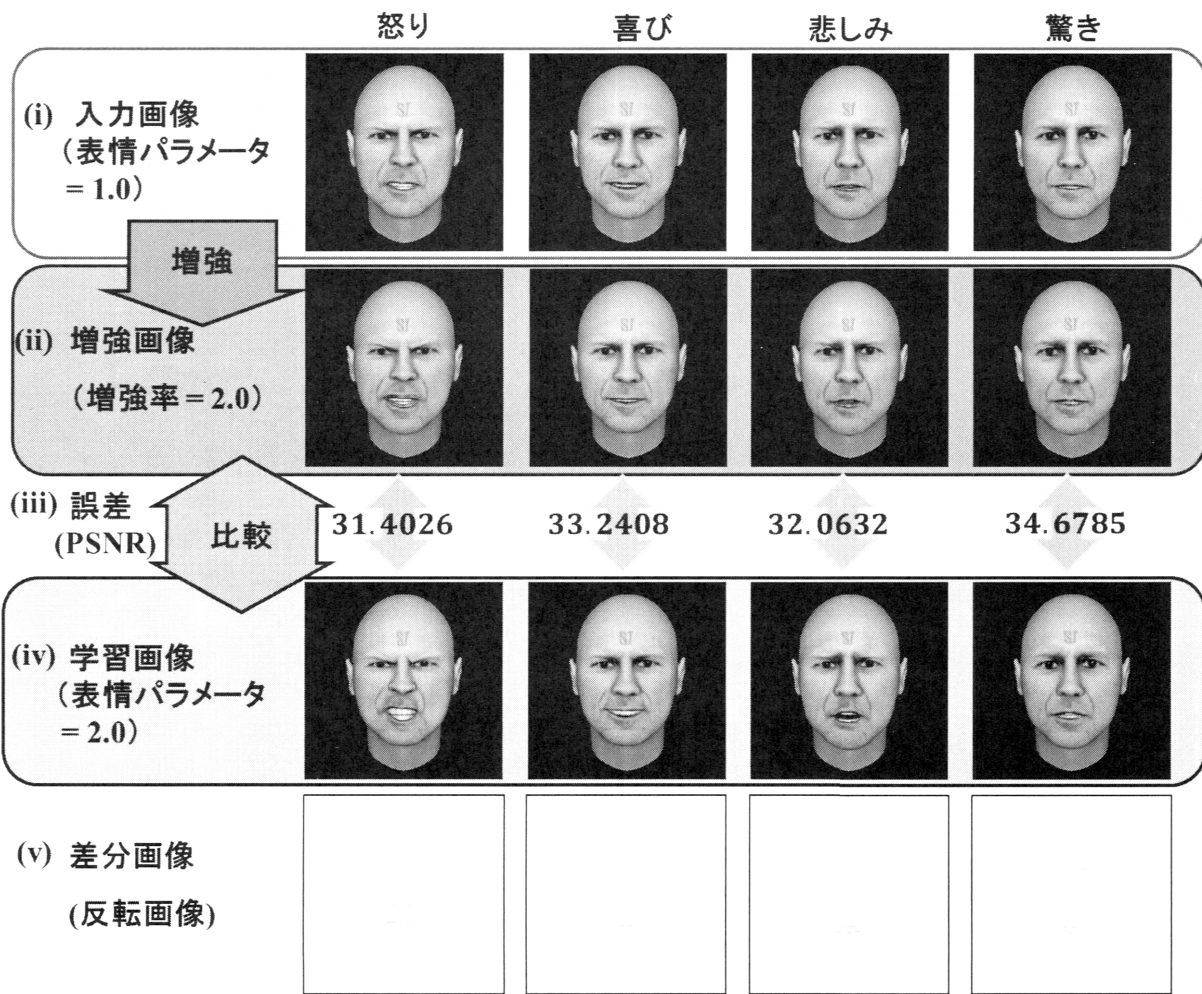 怒り 喜び 悲しみ 驚き
(i) 入力画像
（表情パラメータ
= 1.0）
増強
(ii) 増強画像
（増強率 = 2.0）
(iii) 誤差
(PSNR)
比較
31.4026 33.2408 32.0632 34.6785
(iv) 学習画像
（表情パラメータ
= 2.0）
(v) 差分画像
(反転画像)